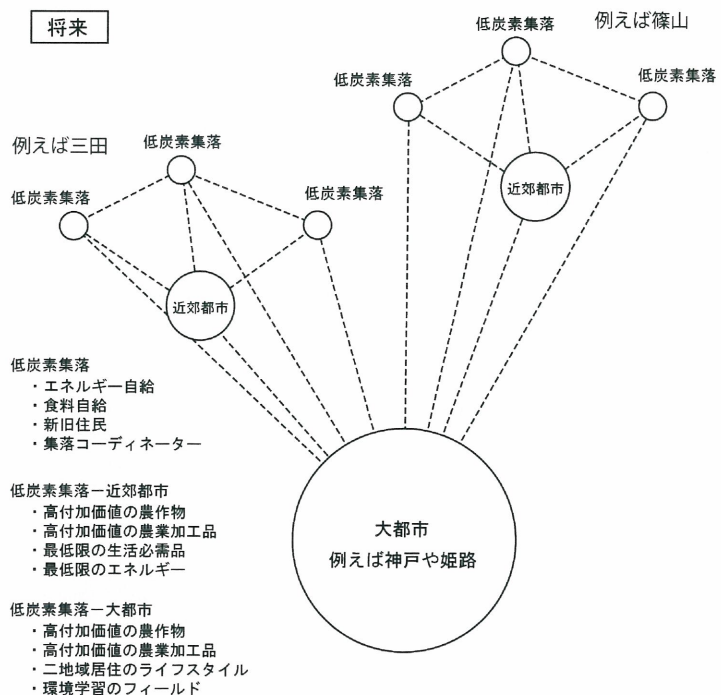 将来
低炭素集落
例えば篠山
低炭素集落
低炭素集落
近郊都市
例えば三田
低炭素集落
低炭素集落
低炭素集落
近郊都市
低炭素集落
・エネルギー自給
・食料自給
・新旧住民
・集落コーディネーター
低炭素集落－近郊都市
・高付加価値の農作物
・高付加価値の農業加工品
・最低限の生活必需品
・最低限のエネルギー
低炭素集落－大都市
・高付加価値の農作物
・高付加価値の農業加工品
・二地域居住のライフスタイル
・環境学習のフィールド
大都市
例えば神戸や姫路